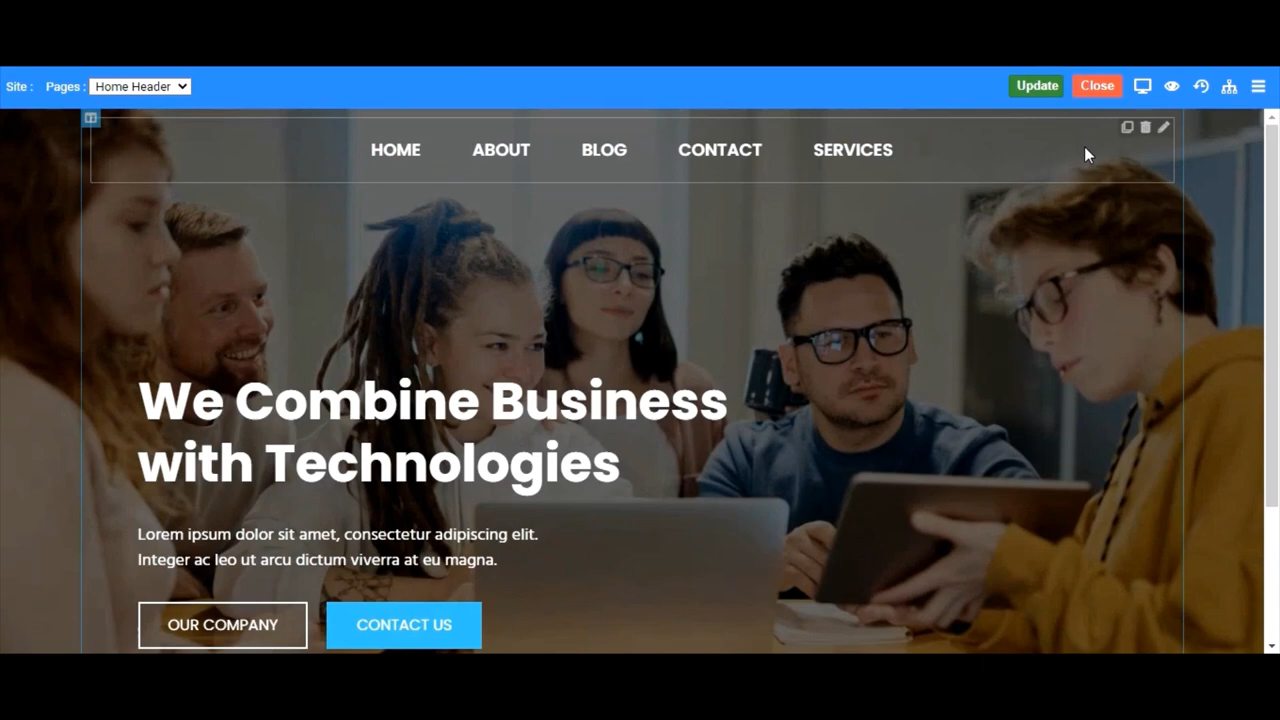 Site : Pages : Home Header Update Close
HOME ABOUT BLOG CONTACT SERVICES
We Combine Business
with Technologies
Lorem ipsum dolor sit amet, consectetur adipiscing elit.
Integer ac leo ut arcu dictum viverra at eu magna.
OUR COMPANY CONTACT US